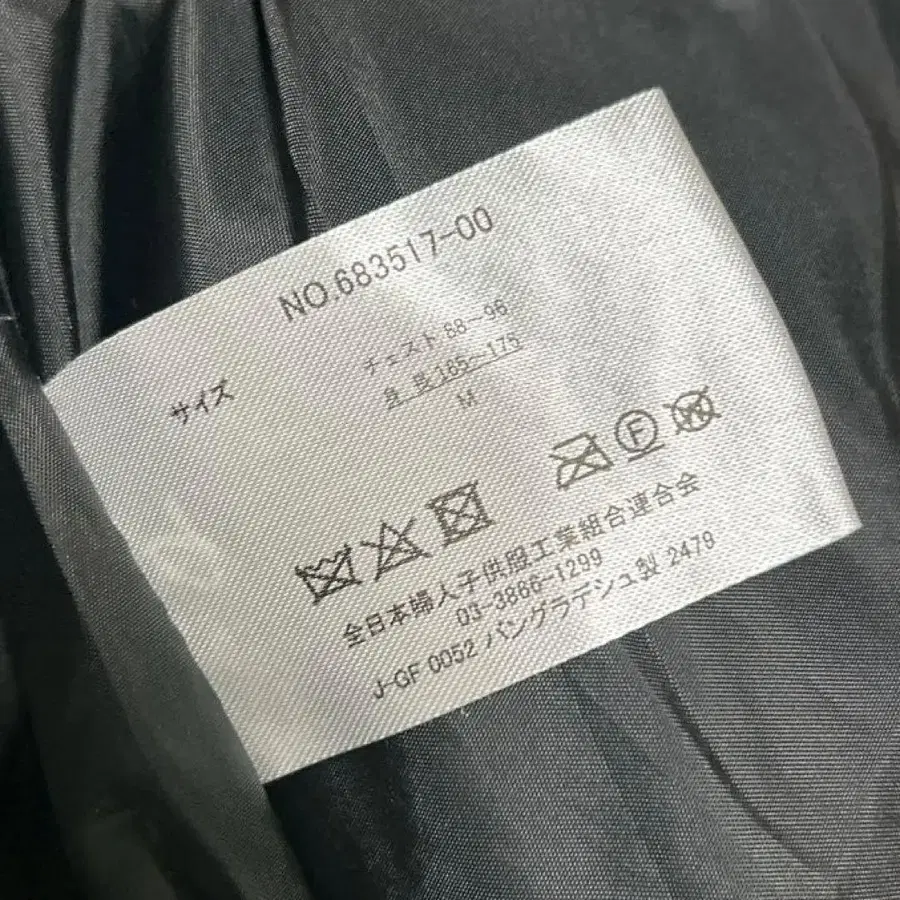 NO.683517-00
サイズ
チェスト 88-96
身 長 165~175
M
F
W
全日本婦人子供服工業組合連合会
03-3866-1299
J-GF 0052 バングラデシュ製 2479